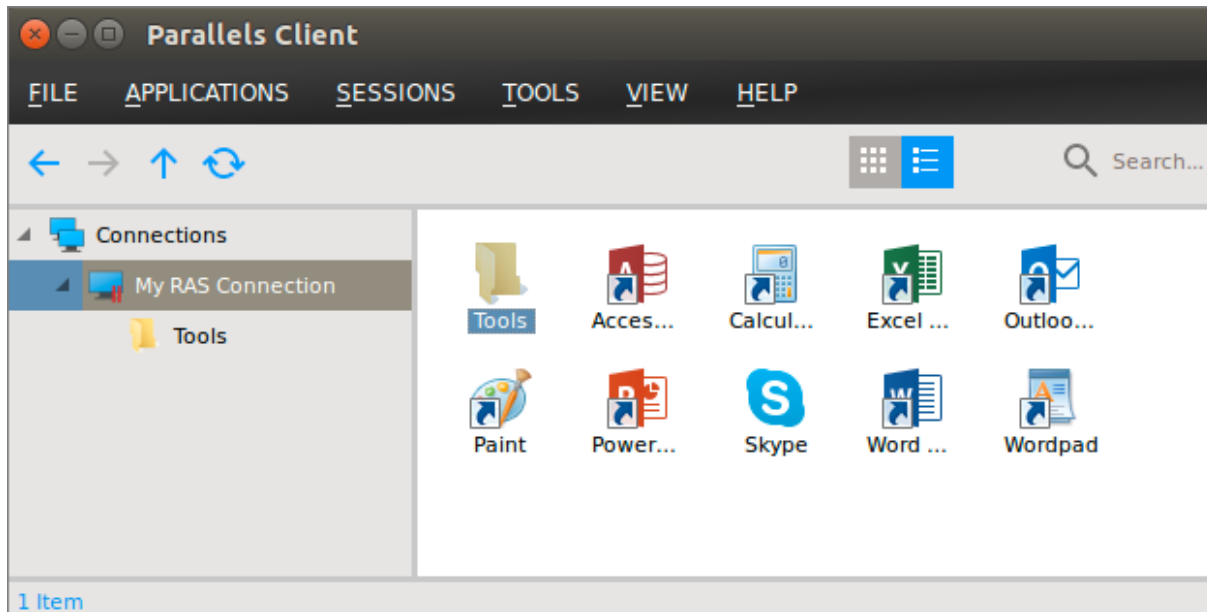 Parallels Client
FILE APPLICATIONS SESSIONS TOOLS VIEW HELP
Search...
Connections
My RAS Connection
Tools
Tools Acces... Calcul... Excel ... Outloo...
Paint Power... Skype Word ... Wordpad
1 Item